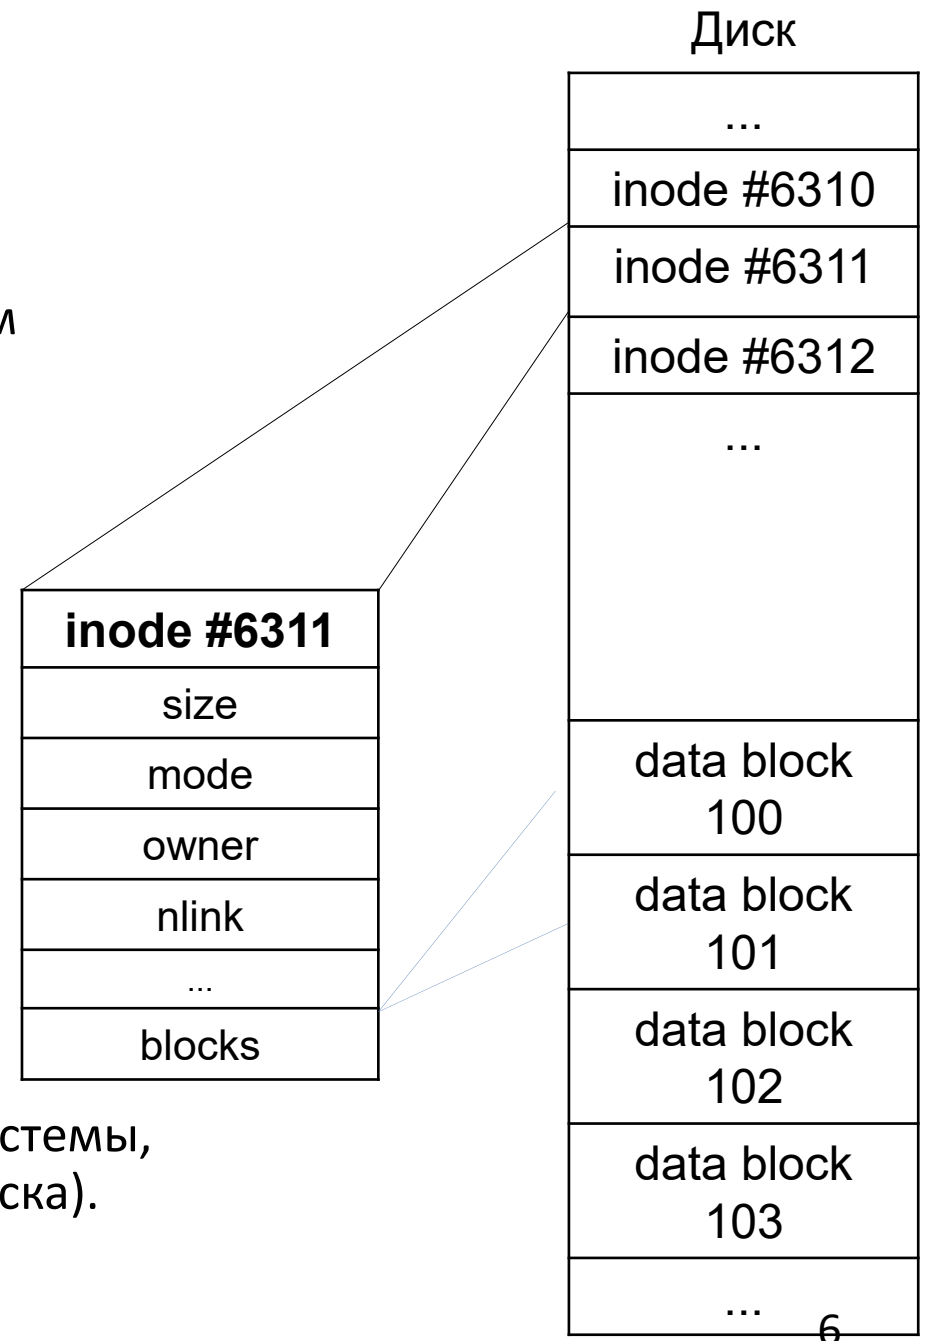 Диск
...
inode #6310
inode #6311
м
inode #6312
...
inode #6311
size
mode
owner
nlink
...
blocks
data block
100
data block
101
data block
102
data block
103
...
стемы,
ска).
6